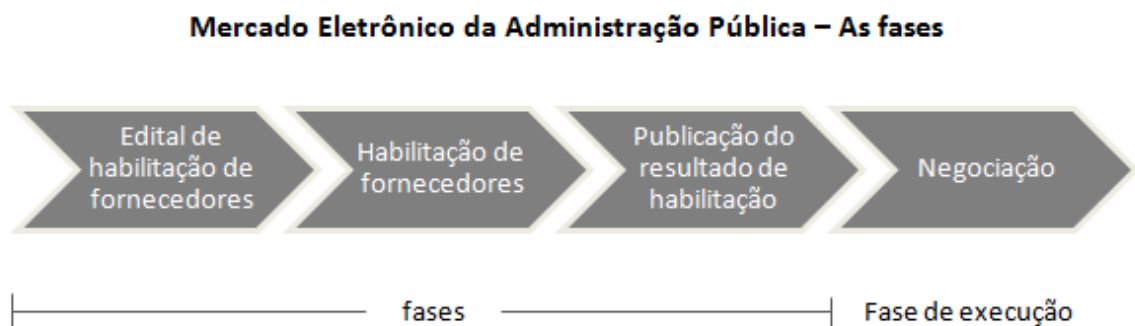 Mercado Eletrônico da Administração Pública – As fases
Edital de
habilitação de
fornecedores
Habilitação de
fornecedores
Publicação do
resultado de
habilitação
Negociação
fases
Fase de execução